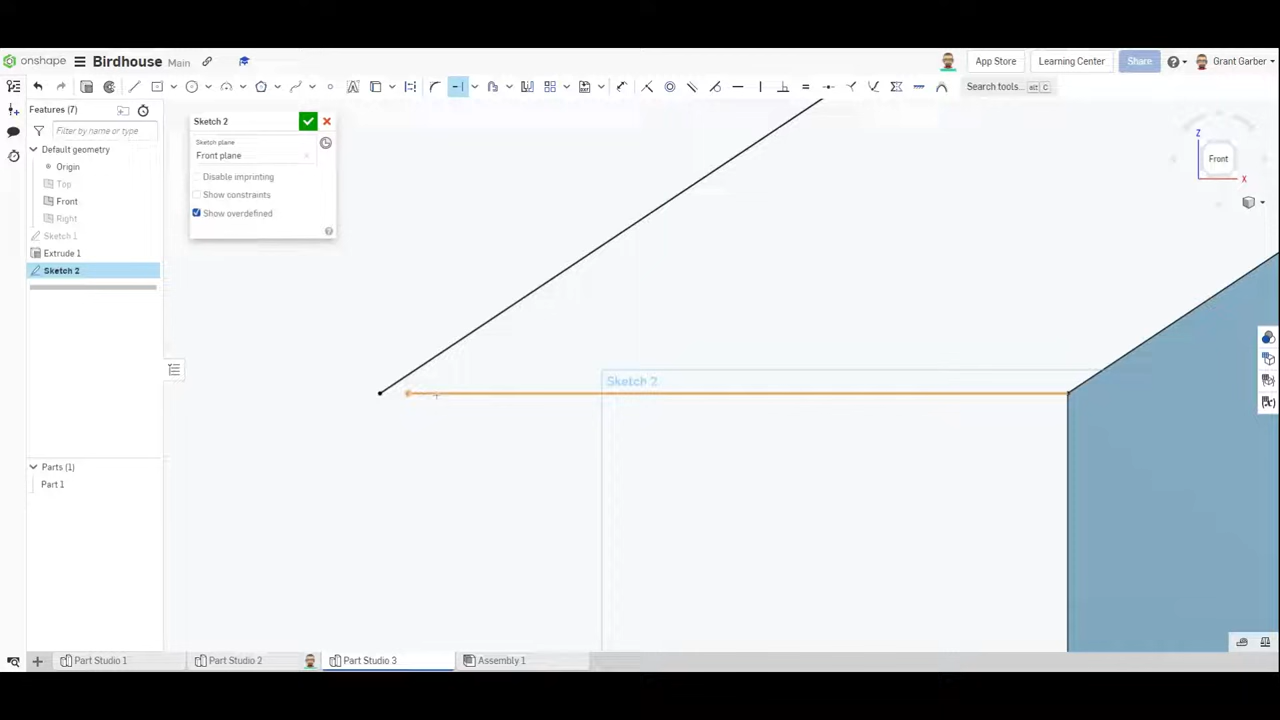 onshape Birdhouse Main App Store Learning Center Share Grant Garber
Search tools... alt C
Features (7)
Filter by name or type
Default geometry
Origin
Top
Front
Right
Sketch 1
Extrude 1
Sketch 2
Sketch 2
Sketch plane
Front plane
Disable imprinting
Show constraints
Show overdefined
Z
Front
X
Sketch 2
Parts (1)
Part 1
Part Studio 1 Part Studio 2 Part Studio 3 Assembly 1